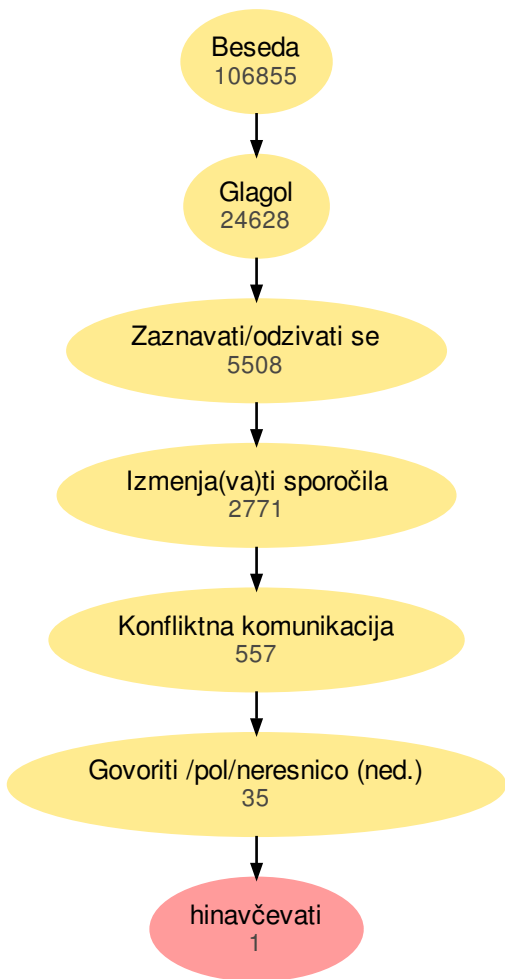 Beseda
106855
Glagol
24628
Zaznavati/odzivati se
5508
Izmenja(va)ti sporočila
2771
Konfliktna komunikacija
557
Govoriti /pol/neresnico (ned.)
35
hinavčevati
1